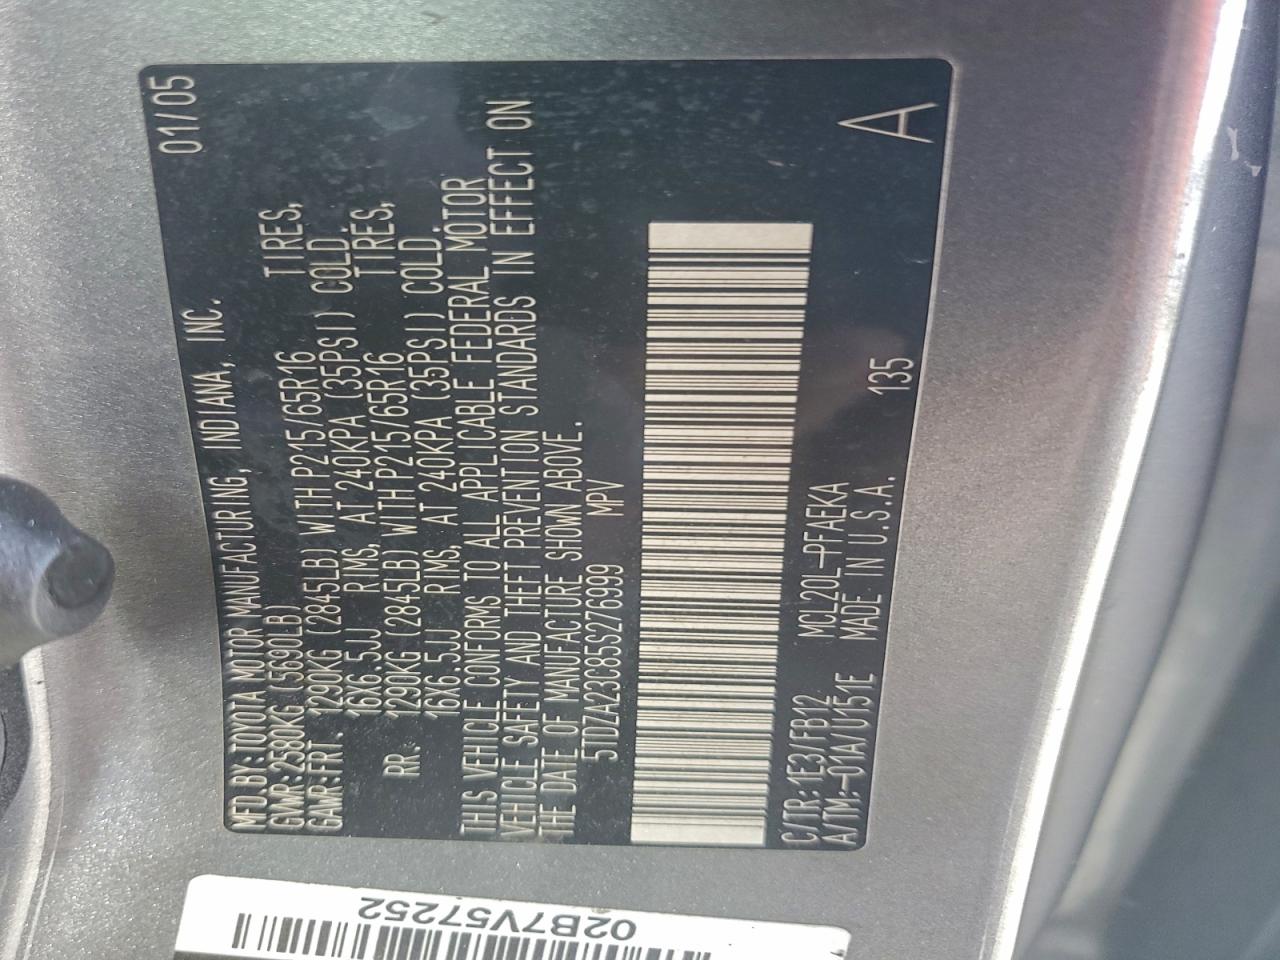 MFD.BY:TOYOTA MOTOR MANUFACTURING, INDIANA, INC. 01/05
GVWR:2580KG(5690LB)
GAWR:FRT. 1290KG (2845LB) WITH P215/65R16 TIRES,
16X6.5JJ RIMS, AT 240KPA (35PSI) COLD.
RR. 1290KG (2845LB) WITH P215/65R16 TIRES,
16X6.5JJ RIMS, AT 240KPA (35PSI) COLD.
THIS VEHICLE CONFORMS TO ALL APPLICABLE FEDERAL MOTOR
VEHICLE SAFETY AND THEFT PREVENTION STANDARDS IN EFFECT ON
THE DATE OF MANUFACTURE SHOWN ABOVE.
5TDZA23C85S276999 MPV
C/TR:1E3/FB12 MCL20L-PFAEKA 135 A
A/TM:-01A/U151E MADE IN U.S.A.
02B7V57252